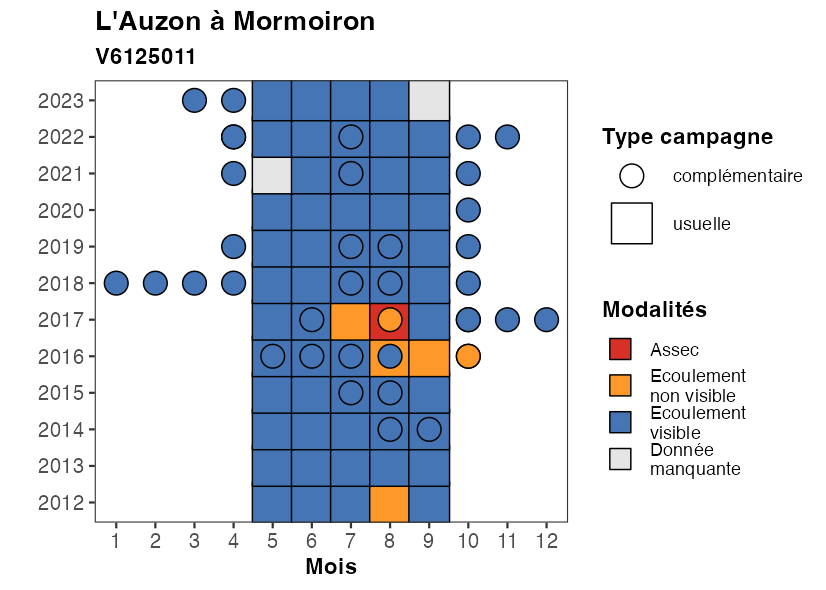 L'Auzon à Mormoiron
V6125011
2023
2022
2021
2020
2019
2018
2017
2016
2015
2014
2013
2012
1 2 3 4 5 6 7 8 9 10 11 12
Mois
Type campagne
complémentaire
usuelle
Modalités
Assec
Ecoulement
non visible
Ecoulement
visible
Donnée
manquante